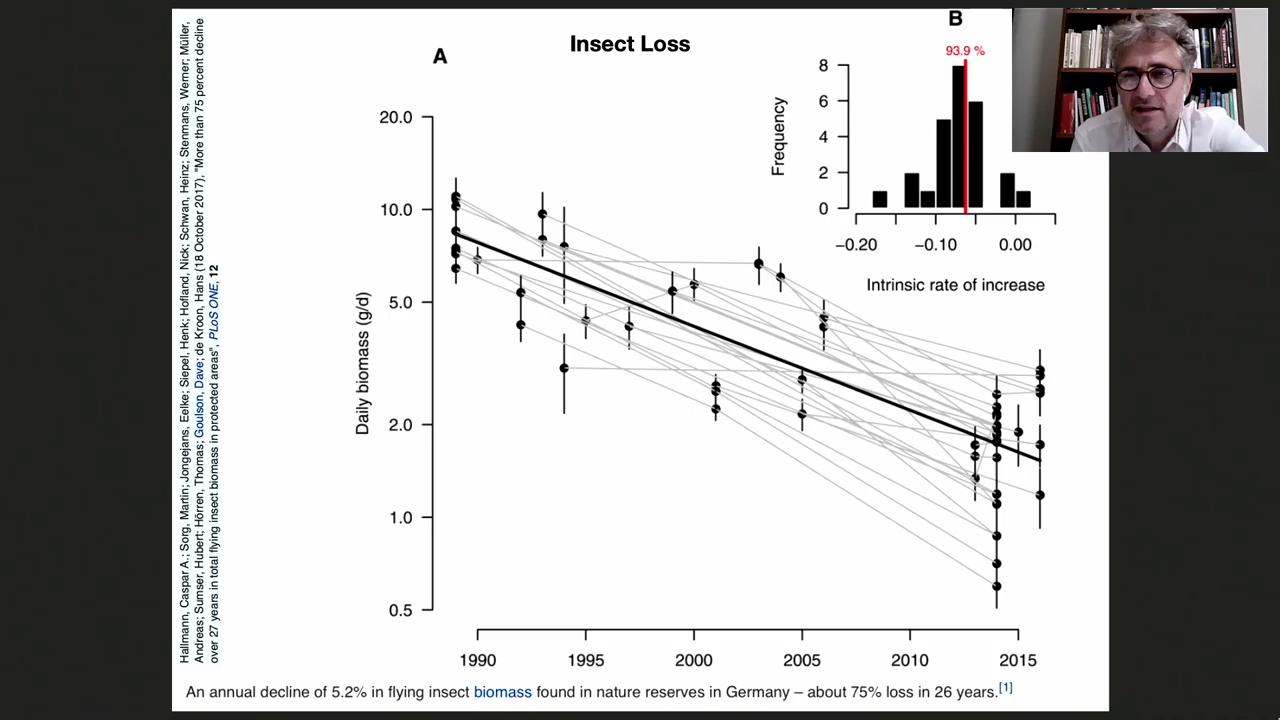 Hallmann, Caspar A.; Sorg, Martin; Jongejans, Eelke; Siepel, Henk; Hofland, Nick; Schwan, Heinz; Stenmans, Werner; Müller,
Andreas; Sumser, Hubert; Hörren, Thomas; Goulson, Dave; de Kroon, Hans (18 October 2017), "More than 75 percent decline
over 27 years in total flying insect biomass in protected areas", PLoS ONE, 12
Insect Loss
A
20.0
10.0
5.0
2.0
1.0
0.5
Daily biomass (g/d)
1990 1995 2000 2005 2010 2015
B
93.9 %
8
6
4
2
0
Frequency
−0.20 −0.10 0.00
Intrinsic rate of increase
An annual decline of 5.2% in flying insect biomass found in nature reserves in Germany – about 75% loss in 26 years.[1]